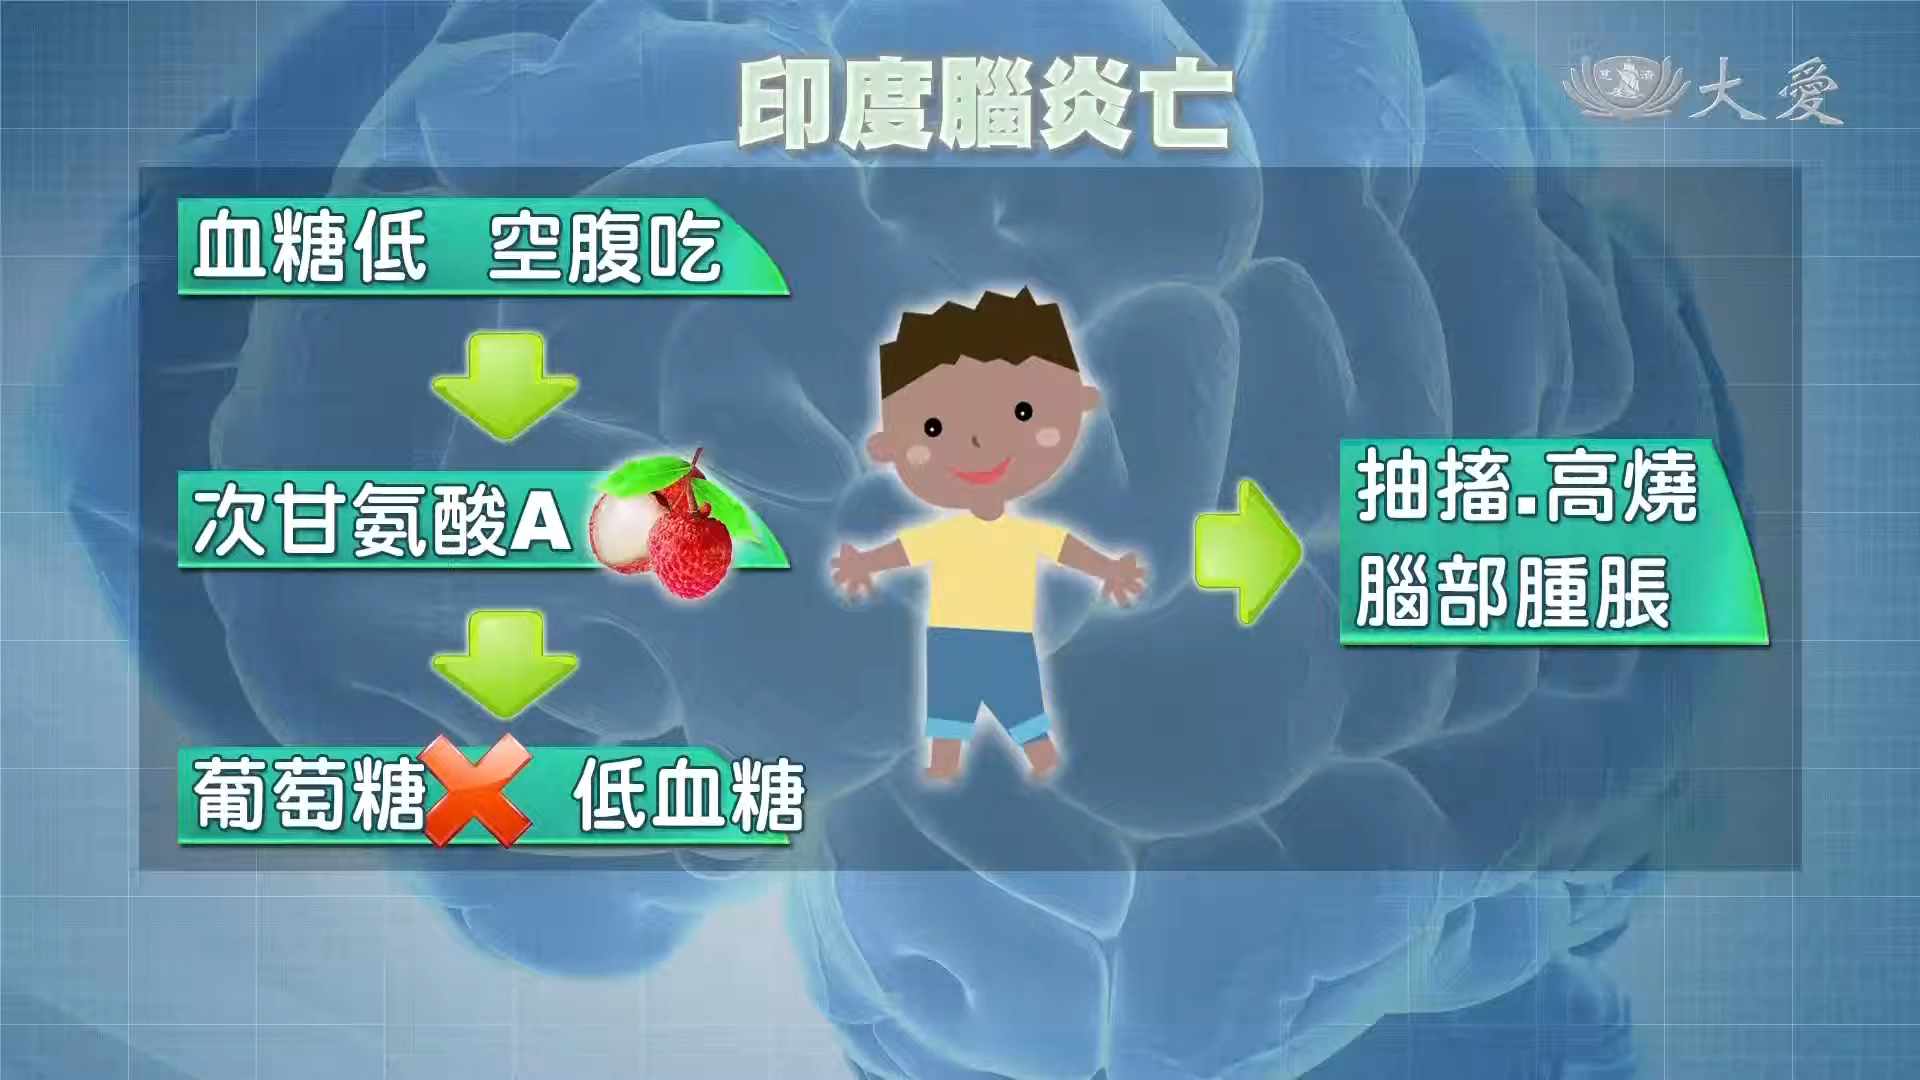 印度腦炎亡
大愛
血糖低 空腹吃
次甘氨酸A
葡萄糖 低血糖
抽搐.高燒
腦部腫脹